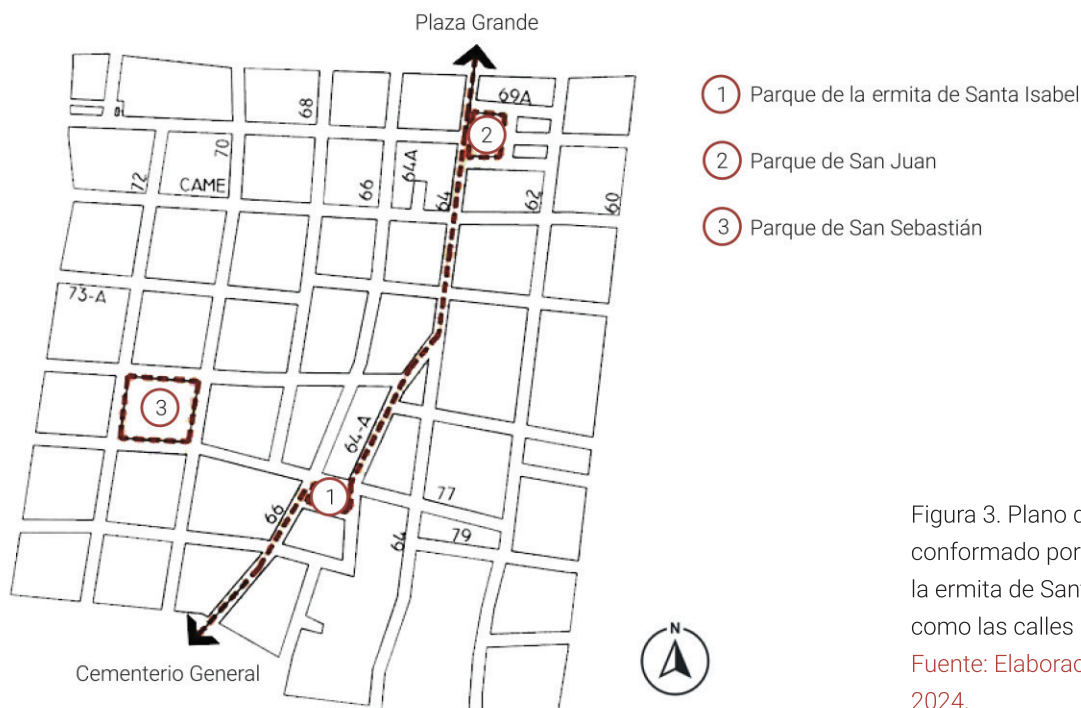 Plaza Grande
69A
68
2
70
64A
72
CAME
66
64
62
60
73-A
3
64-A
1
77
66
64
79
Cementerio General
N
1 Parque de la ermita de Santa Isabel
2 Parque de San Juan
3 Parque de San Sebastián
Figura 3. Plano
conformado por
la ermita de San
como las calles
Fuente: Elaborac
2024.